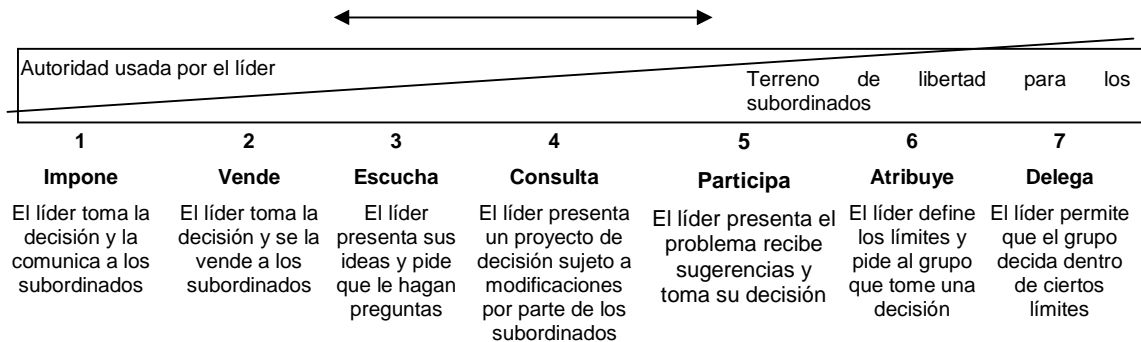 Autoridad usada por el líder
Terreno de libertad para los
subordinados
1
Impone
El líder toma la
decisión y la
comunica a los
subordinados
2
Vende
El líder toma la
decisión y se la
vende a los
subordinados
3
Escucha
El líder
presenta sus
ideas y pide
que le hagan
preguntas
4
Consulta
El líder presenta
un proyecto de
decisión sujeto a
modificaciones
por parte de los
subordinados
5
Participa
El líder presenta el
problema recibe
sugerencias y
toma su decisión
6
Atribuye
El líder define
los límites y
pide al grupo
que tome una
decisión
7
Delega
El líder permite
que el grupo
decida dentro
de ciertos
límites